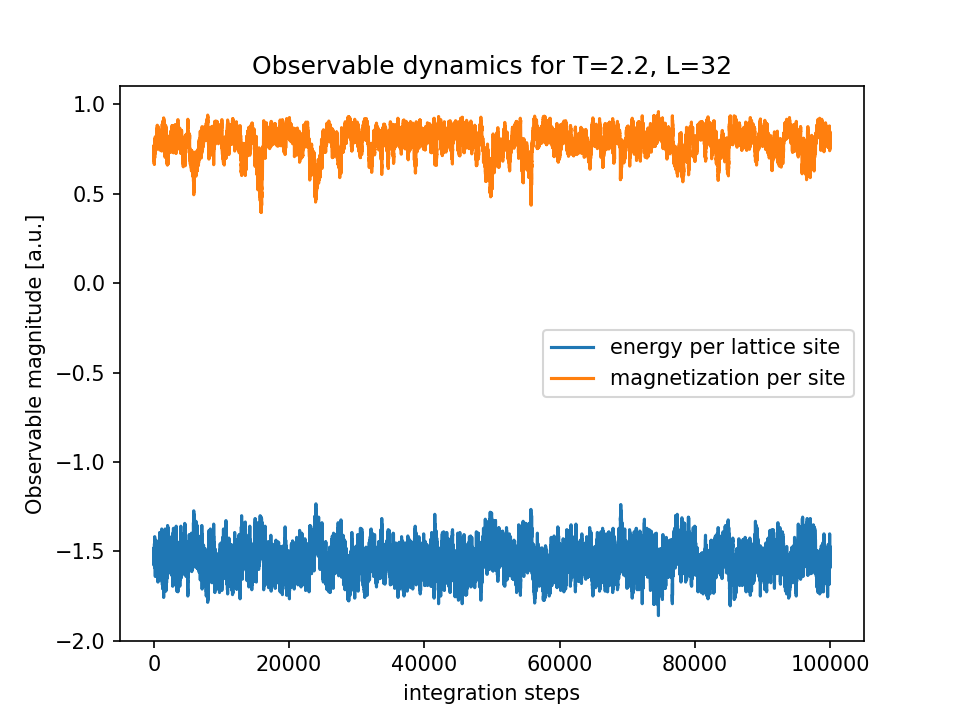 Observable dynamics for T=2.2, L=32
Observable magnitude [a.u.]
1.0
0.5
0.0
−0.5
−1.0
−1.5
−2.0
energy per lattice site
magnetization per site
0 20000 40000 60000 80000 100000
integration steps